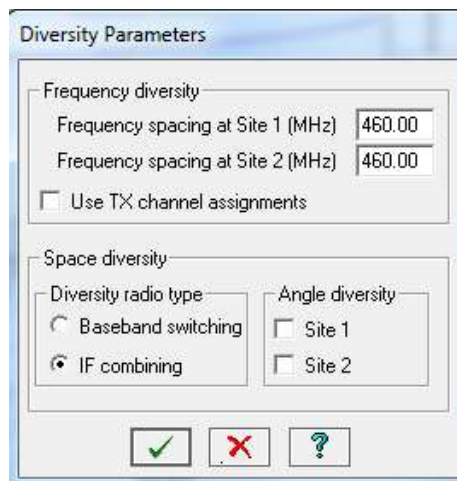 Diversity Parameters
Frequency diversity
Frequency spacing at Site 1 (MHz) 460.00
Frequency spacing at Site 2 (MHz) 460.00
Use TX channel assignments
Space diversity
Diversity radio type
Baseband switching
IF combining
Angle diversity
Site 1
Site 2
?